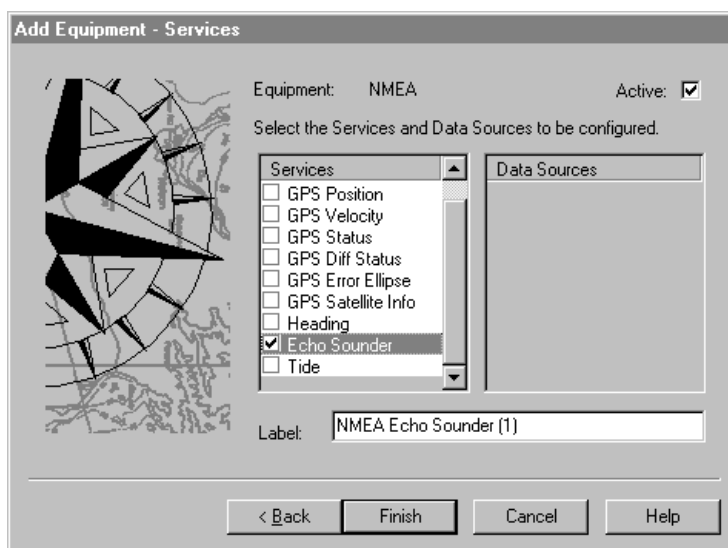 Add Equipment - Services
Equipment: NMEA Active:
Select the Services and Data Sources to be configured.
Services
GPS Position
GPS Velocity
GPS Status
GPS Diff Status
GPS Error Ellipse
GPS Satellite Info
Heading
Echo Sounder
Tide
Data Sources
Label: NMEA Echo Sounder (1)
< Back Finish Cancel Help